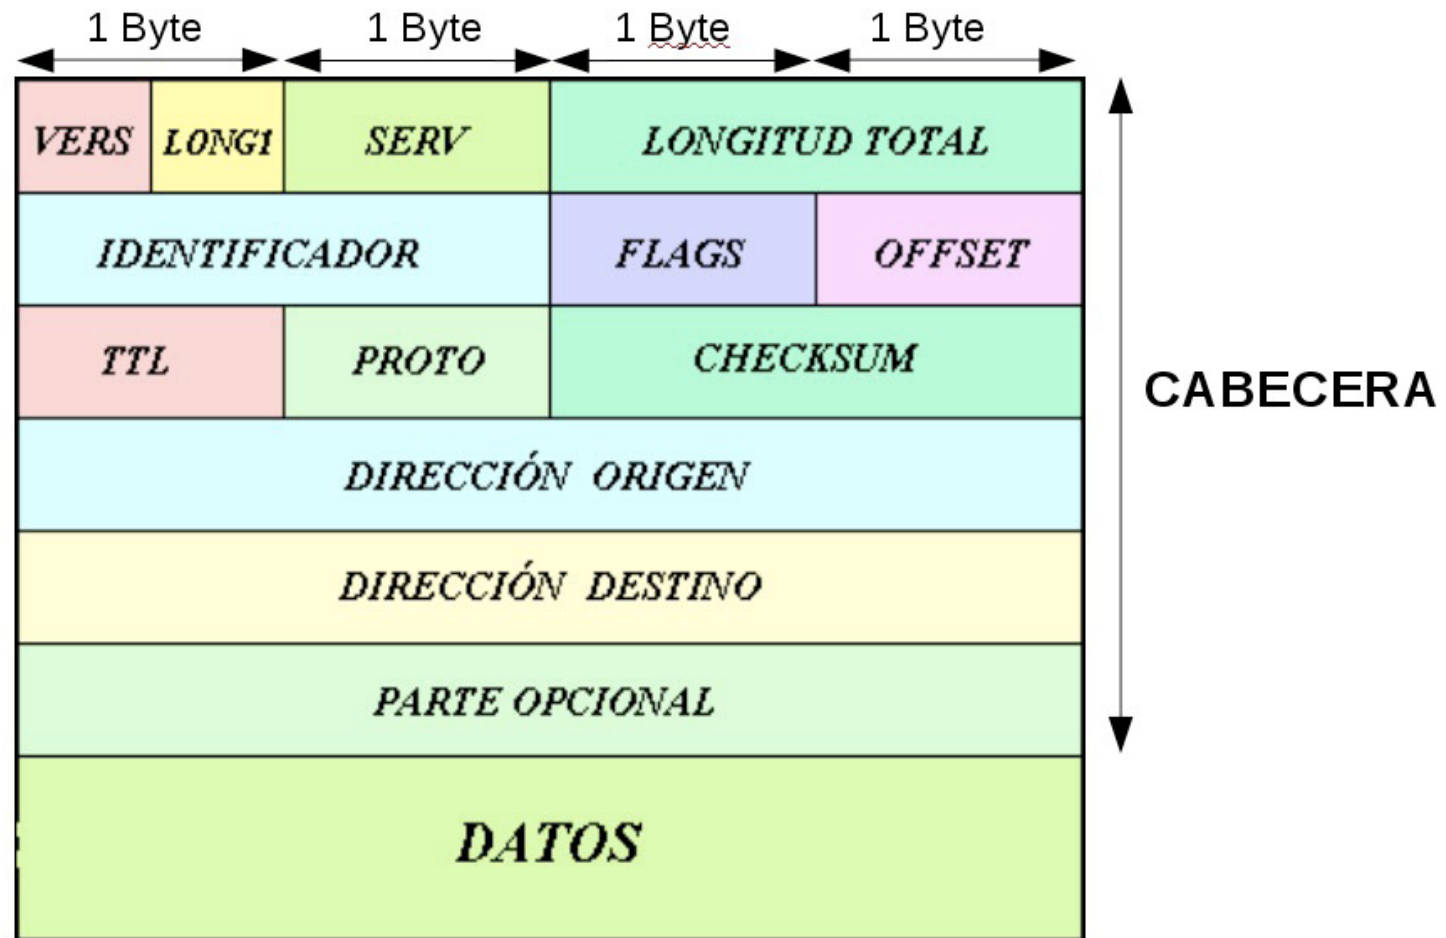 1 Byte 1 Byte 1 Byte 1 Byte
VERS LONG1 SERV LONGITUD TOTAL
IDENTIFICADOR FLAGS OFFSET
TTL PROTO CHECKSUM
CABECERA
DIRECCIÓN ORIGEN
DIRECCIÓN DESTINO
PARTE OPCIONAL
DATOS